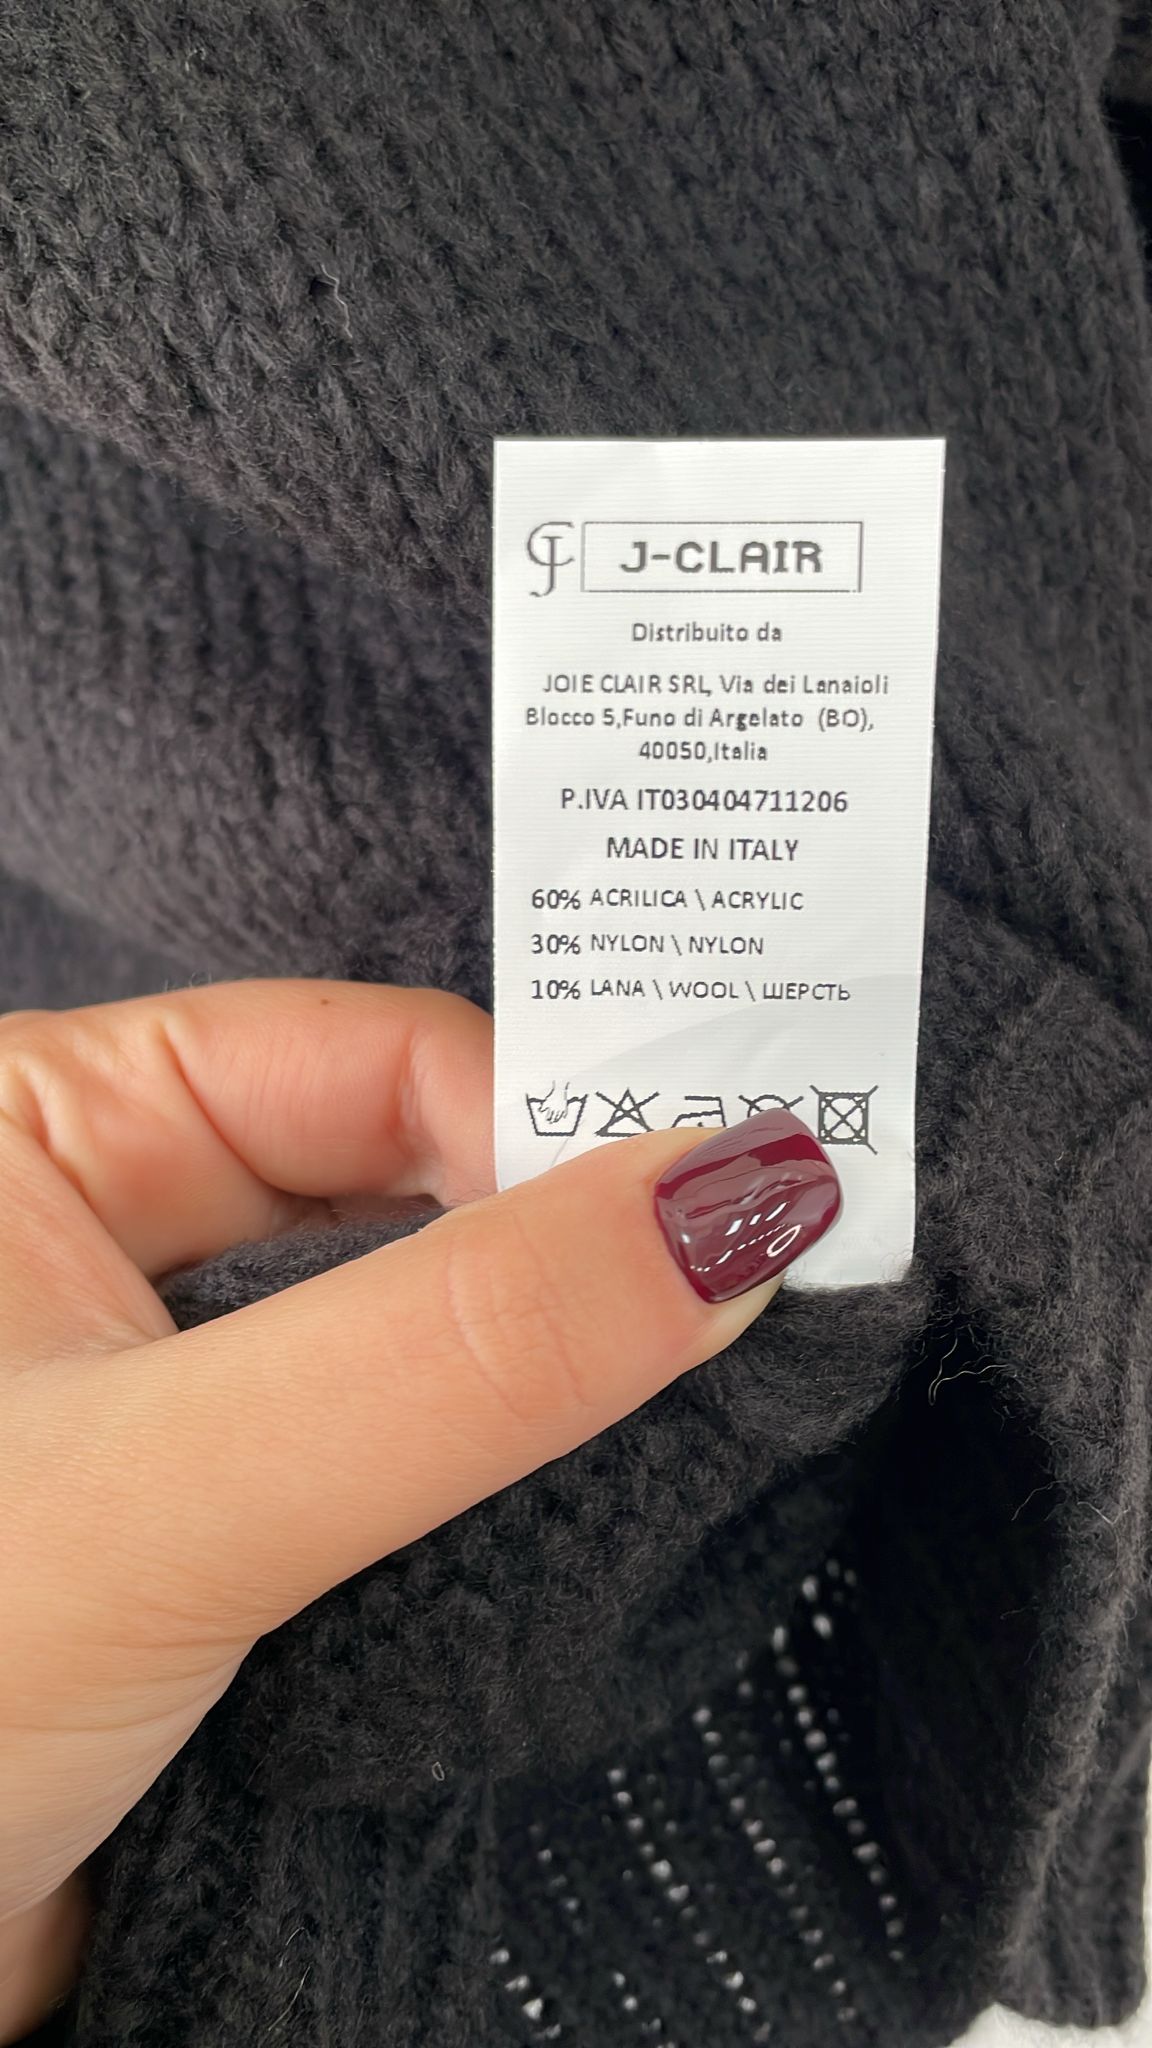 J-CLAIR
Distribuito da
JOIE CLAIR SRL, Via dei Lanaioli
Blocco 5,Funo di Argelato (BO),
40050,Italia
P.IVA IT030404711206
MADE IN ITALY
60% ACRILICA \ ACRYLIC
30% NYLON \ NYLON
10% LANA \ WOOL \ ШЕРСТЬ